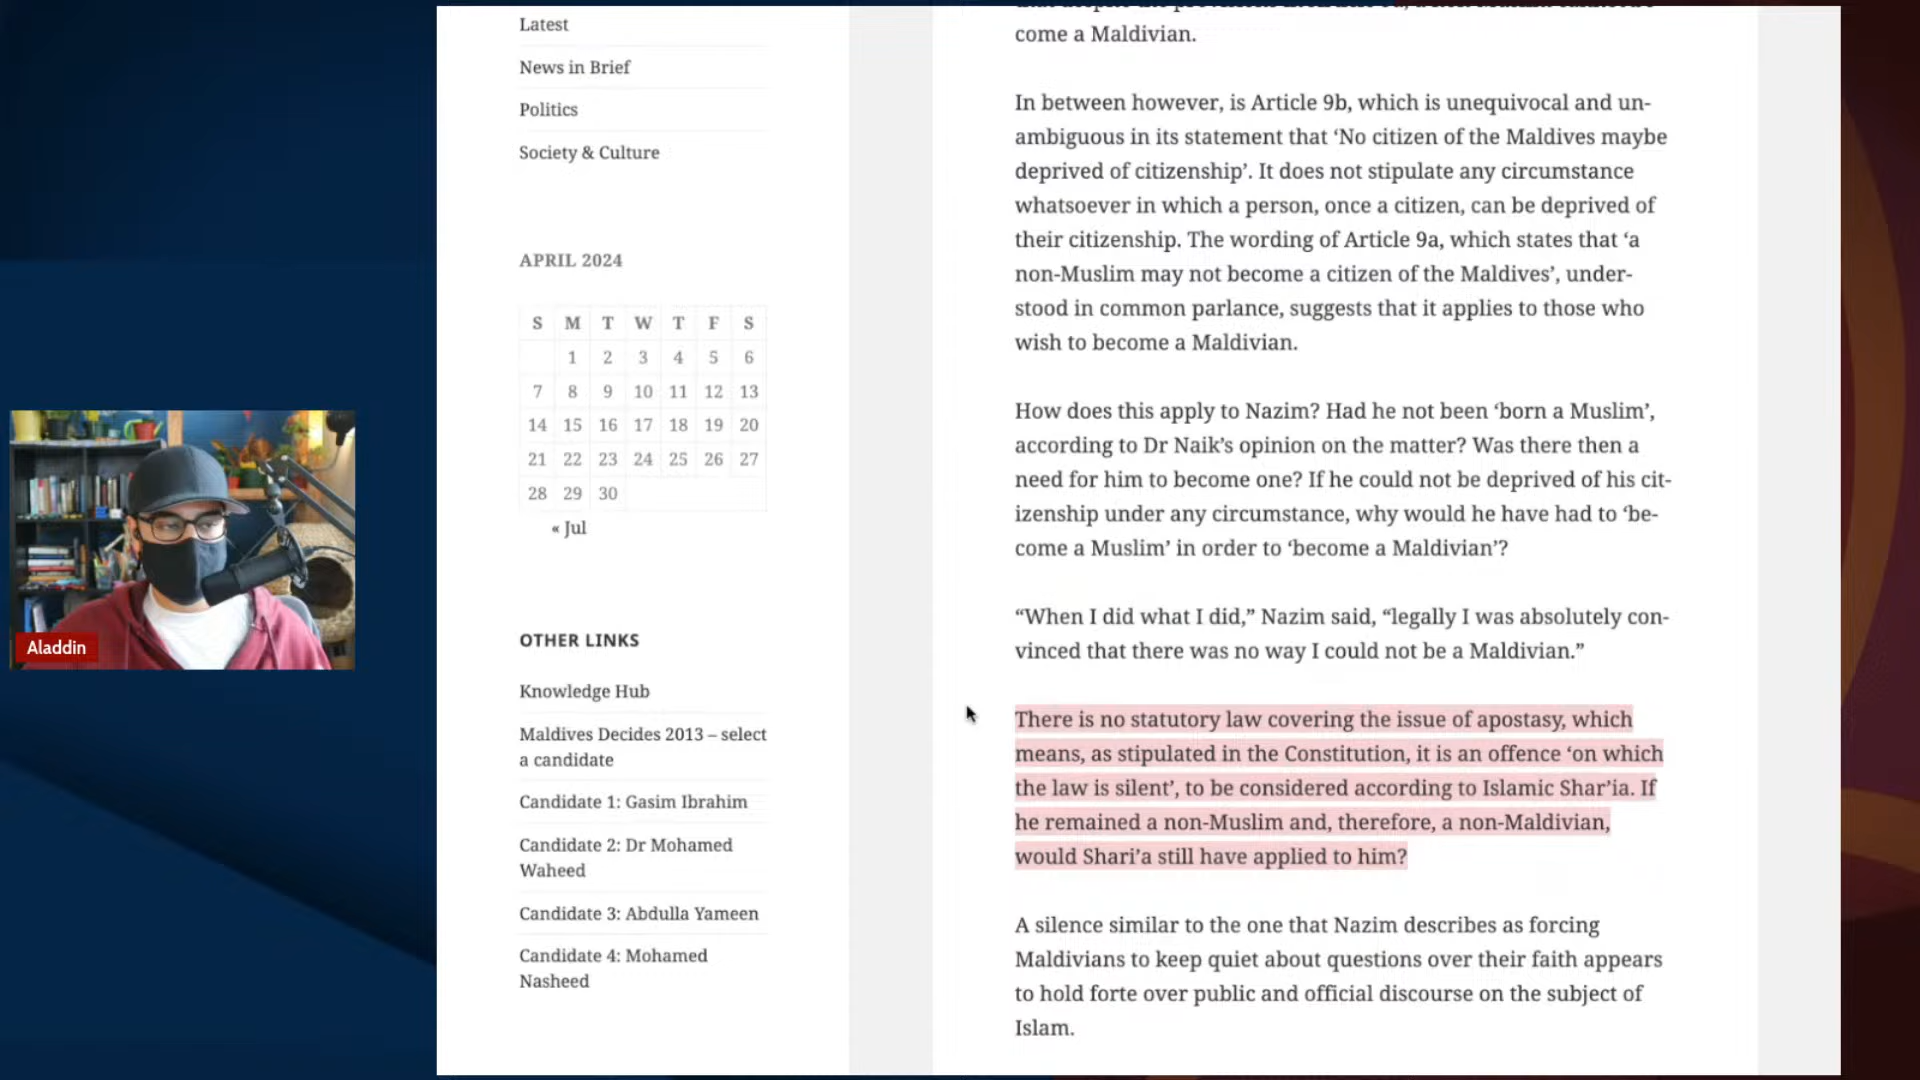 Latest
News in Brief
Politics
Society & Culture
APRIL 2024
S M T W T F S
1 2 3 4 5 6
7 8 9 10 11 12 13
14 15 16 17 18 19 20
21 22 23 24 25 26 27
28 29 30
« Jul
OTHER LINKS
Knowledge Hub
Maldives Decides 2013 – select
a candidate
Candidate 1: Gasim Ibrahim
Candidate 2: Dr Mohamed
Waheed
Candidate 3: Abdulla Yameen
Candidate 4: Mohamed
Nasheed
come a Maldivian.
In between however, is Article 9b, which is unequivocal and un-
ambiguous in its statement that ‘No citizen of the Maldives maybe
deprived of citizenship’. It does not stipulate any circumstance
whatsoever in which a person, once a citizen, can be deprived of
their citizenship. The wording of Article 9a, which states that ‘a
non-Muslim may not become a citizen of the Maldives’, under-
stood in common parlance, suggests that it applies to those who
wish to become a Maldivian.
How does this apply to Nazim? Had he not been ‘born a Muslim’,
according to Dr Naik’s opinion on the matter? Was there then a
need for him to become one? If he could not be deprived of his cit-
izenship under any circumstance, why would he have had to ‘be-
come a Muslim’ in order to ‘become a Maldivian’?
“When I did what I did,” Nazim said, “legally I was absolutely con-
vinced that there was no way I could not be a Maldivian.”
There is no statutory law covering the issue of apostasy, which
means, as stipulated in the Constitution, it is an offence ‘on which
the law is silent’, to be considered according to Islamic Shar’ia. If
he remained a non-Muslim and, therefore, a non-Maldivian,
would Shari’a still have applied to him?
A silence similar to the one that Nazim describes as forcing
Maldivians to keep quiet about questions over their faith appears
to hold forte over public and official discourse on the subject of
Islam.
Aladdin